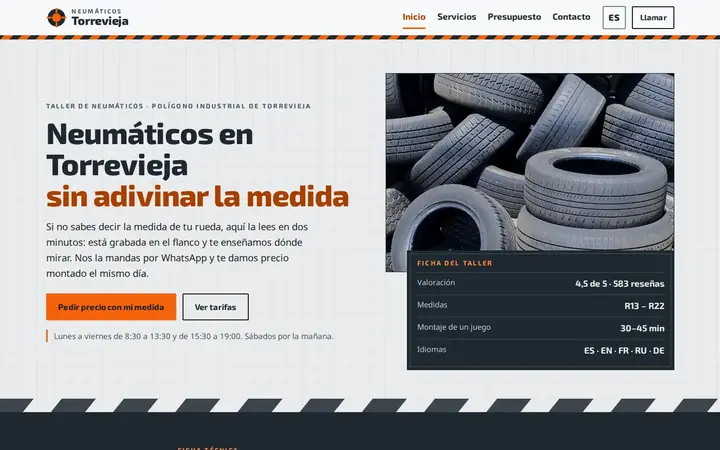 NEUMÁTICOS
Torrevieja
Inicio Servicios Presupuesto Contacto ES Llamar
TALLER DE NEUMÁTICOS · POLÍGONO INDUSTRIAL DE TORREVIEJA
Neumáticos en
Torrevieja
sin adivinar la medida
Si no sabes decir la medida de tu rueda, aquí la lees en dos
minutos: está grabada en el flanco y te enseñamos dónde
mirar. Nos la mandas por WhatsApp y te damos precio
montado el mismo día.
Pedir precio con mi medida Ver tarifas
Lunes a viernes de 8:30 a 13:30 y de 15:30 a 19:00. Sábados por la mañana.
FICHA DEL TALLER
Valoración 4,5 de 5 · 583 reseñas
Medidas R13 – R22
Montaje de un juego 30–45 min
Idiomas ES · EN · FR · RU · DE